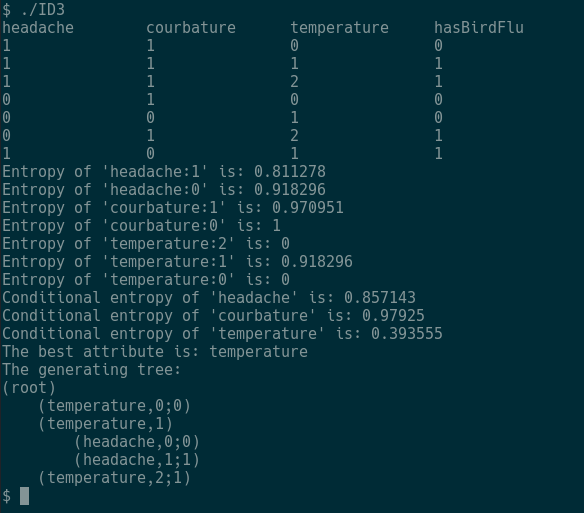 $ ./ID3
headache        courbature      temperature     hasBirdFlu
1               1               0               0
1               1               1               1
1               1               2               1
0               1               0               0
0               0               1               0
0               1               2               1
1               0               1               1
Entropy of 'headache:1' is: 0.811278
Entropy of 'headache:0' is: 0.918296
Entropy of 'courbature:1' is: 0.970951
Entropy of 'courbature:0' is: 1
Entropy of 'temperature:2' is: 0
Entropy of 'temperature:1' is: 0.918296
Entropy of 'temperature:0' is: 0
Conditional entropy of 'headache' is: 0.857143
Conditional entropy of 'courbature' is: 0.97925
Conditional entropy of 'temperature' is: 0.393555
The best attribute is: temperature
The generating tree:
(root)
    (temperature,0;0)
    (temperature,1)
        (headache,0;0)
        (headache,1;1)
    (temperature,2;1)
$